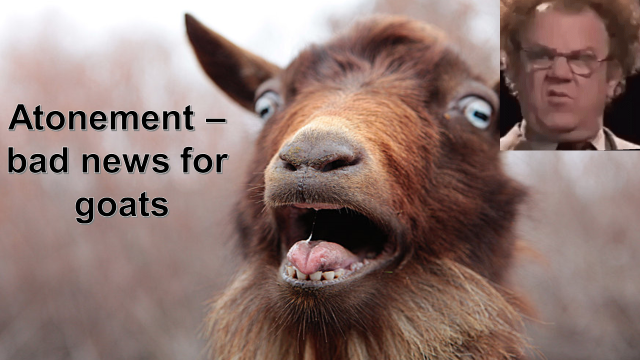 Atonement –
bad news for
goats